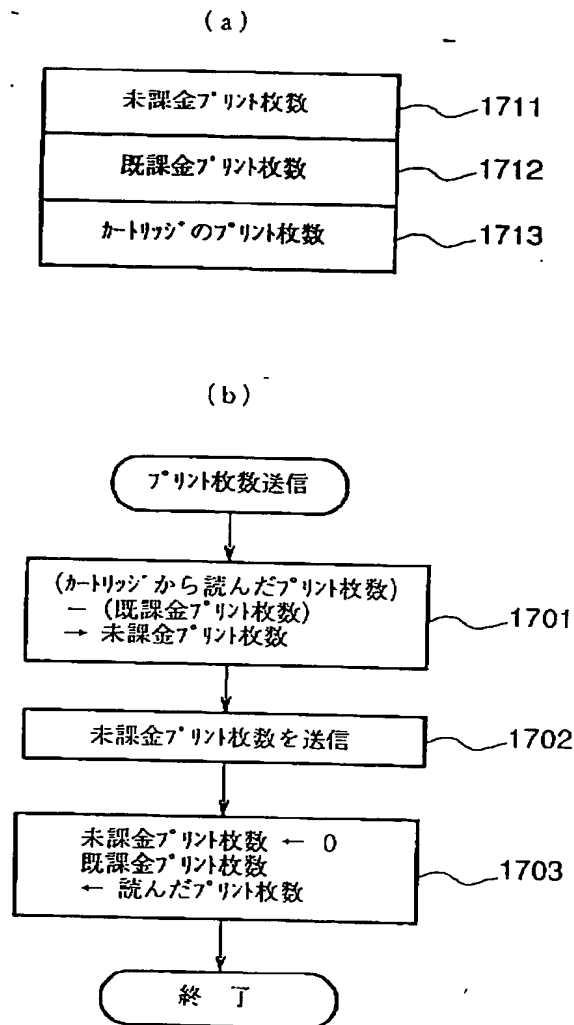 (a)
未課金プリント枚数
1711
既課金プリント枚数
1712
カートリッジのプリント枚数
1713
(b)
プリント枚数送信
(カートリッジから読んだプリント枚数)
－ (既課金プリント枚数)
→ 未課金プリント枚数
1701
未課金プリント枚数を送信
1702
未課金プリント枚数 ← 0
既課金プリント枚数
← 読んだプリント枚数
1703
終 了